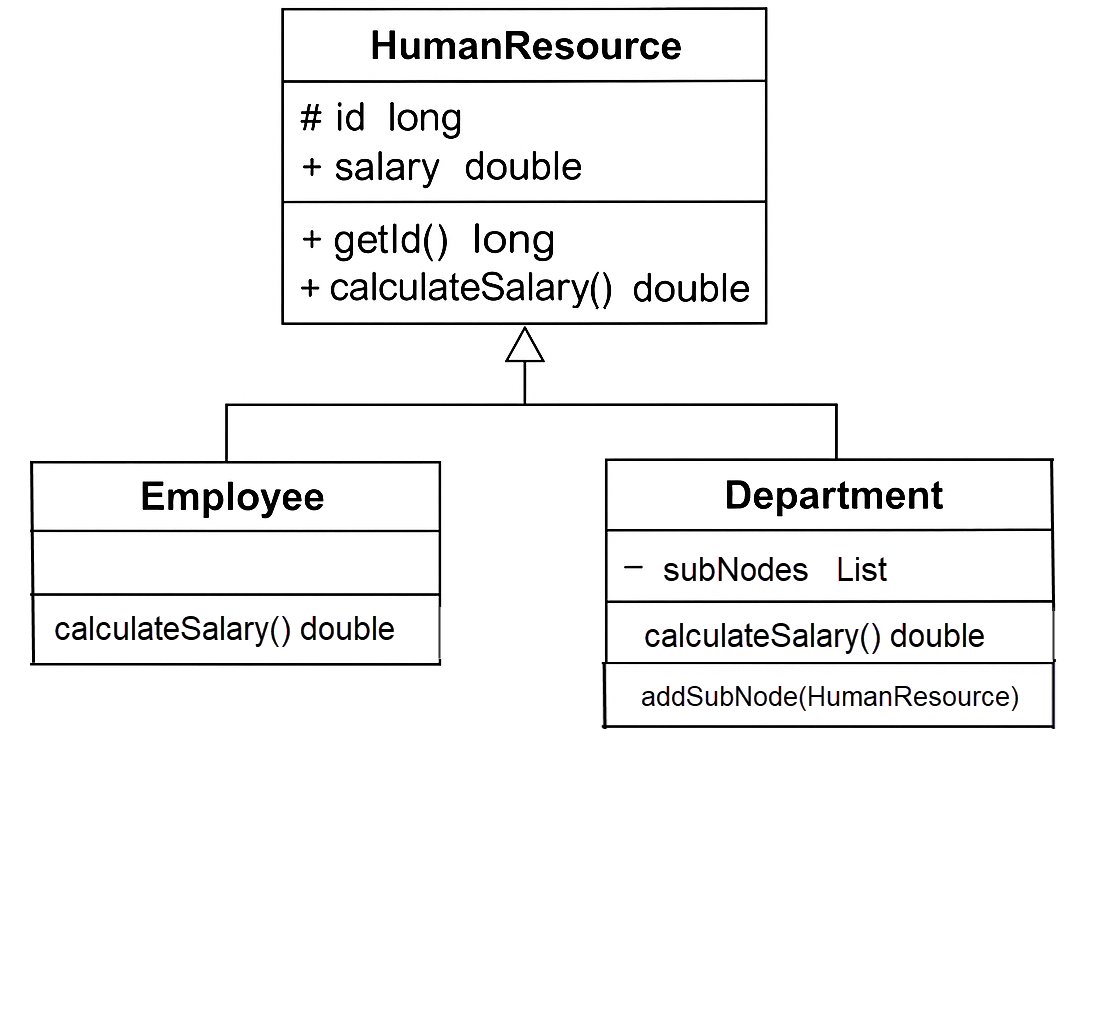 HumanResource
# id long
+ salary double
+ getId() long
+ calculateSalary() double
Employee
calculateSalary() double
Department
− subNodes List
calculateSalary() double
addSubNode(HumanResource)